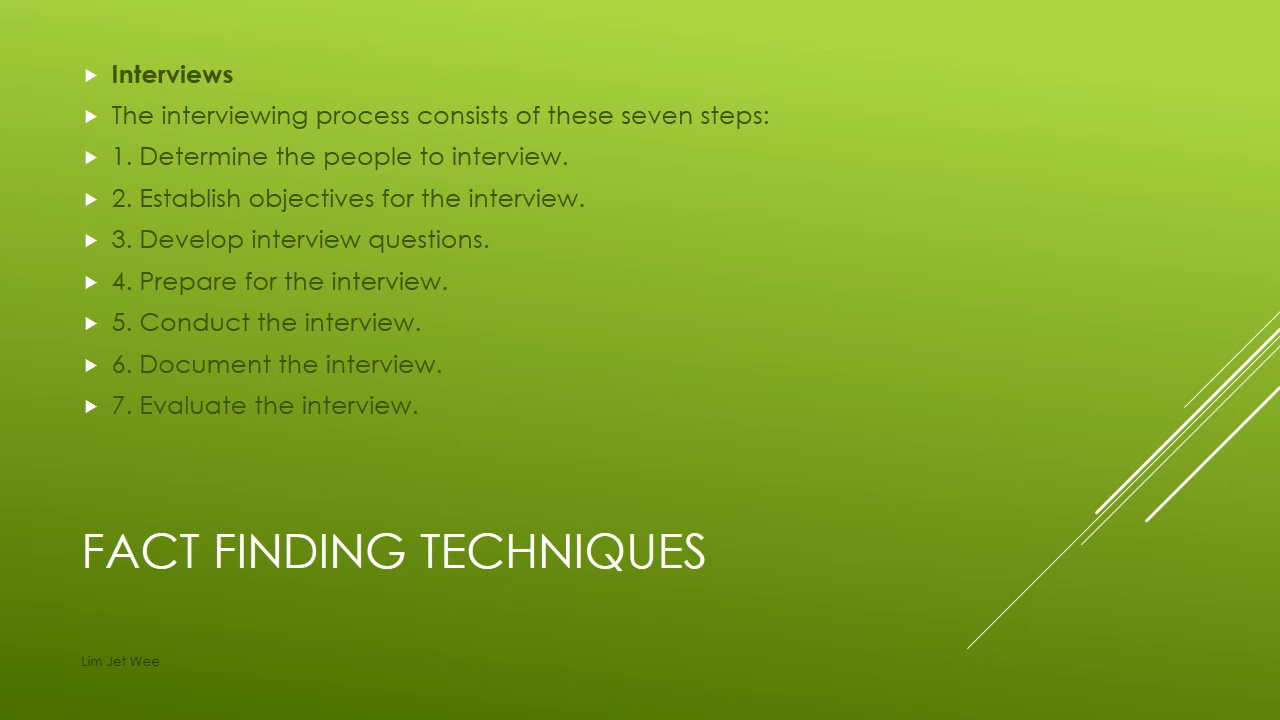 Interviews
The interviewing process consists of these seven steps:
1. Determine the people to interview.
2. Establish objectives for the interview.
3. Develop interview questions.
4. Prepare for the interview.
5. Conduct the interview.
6. Document the interview.
7. Evaluate the interview.
FACT FINDING TECHNIQUES
Lim Jet Wee